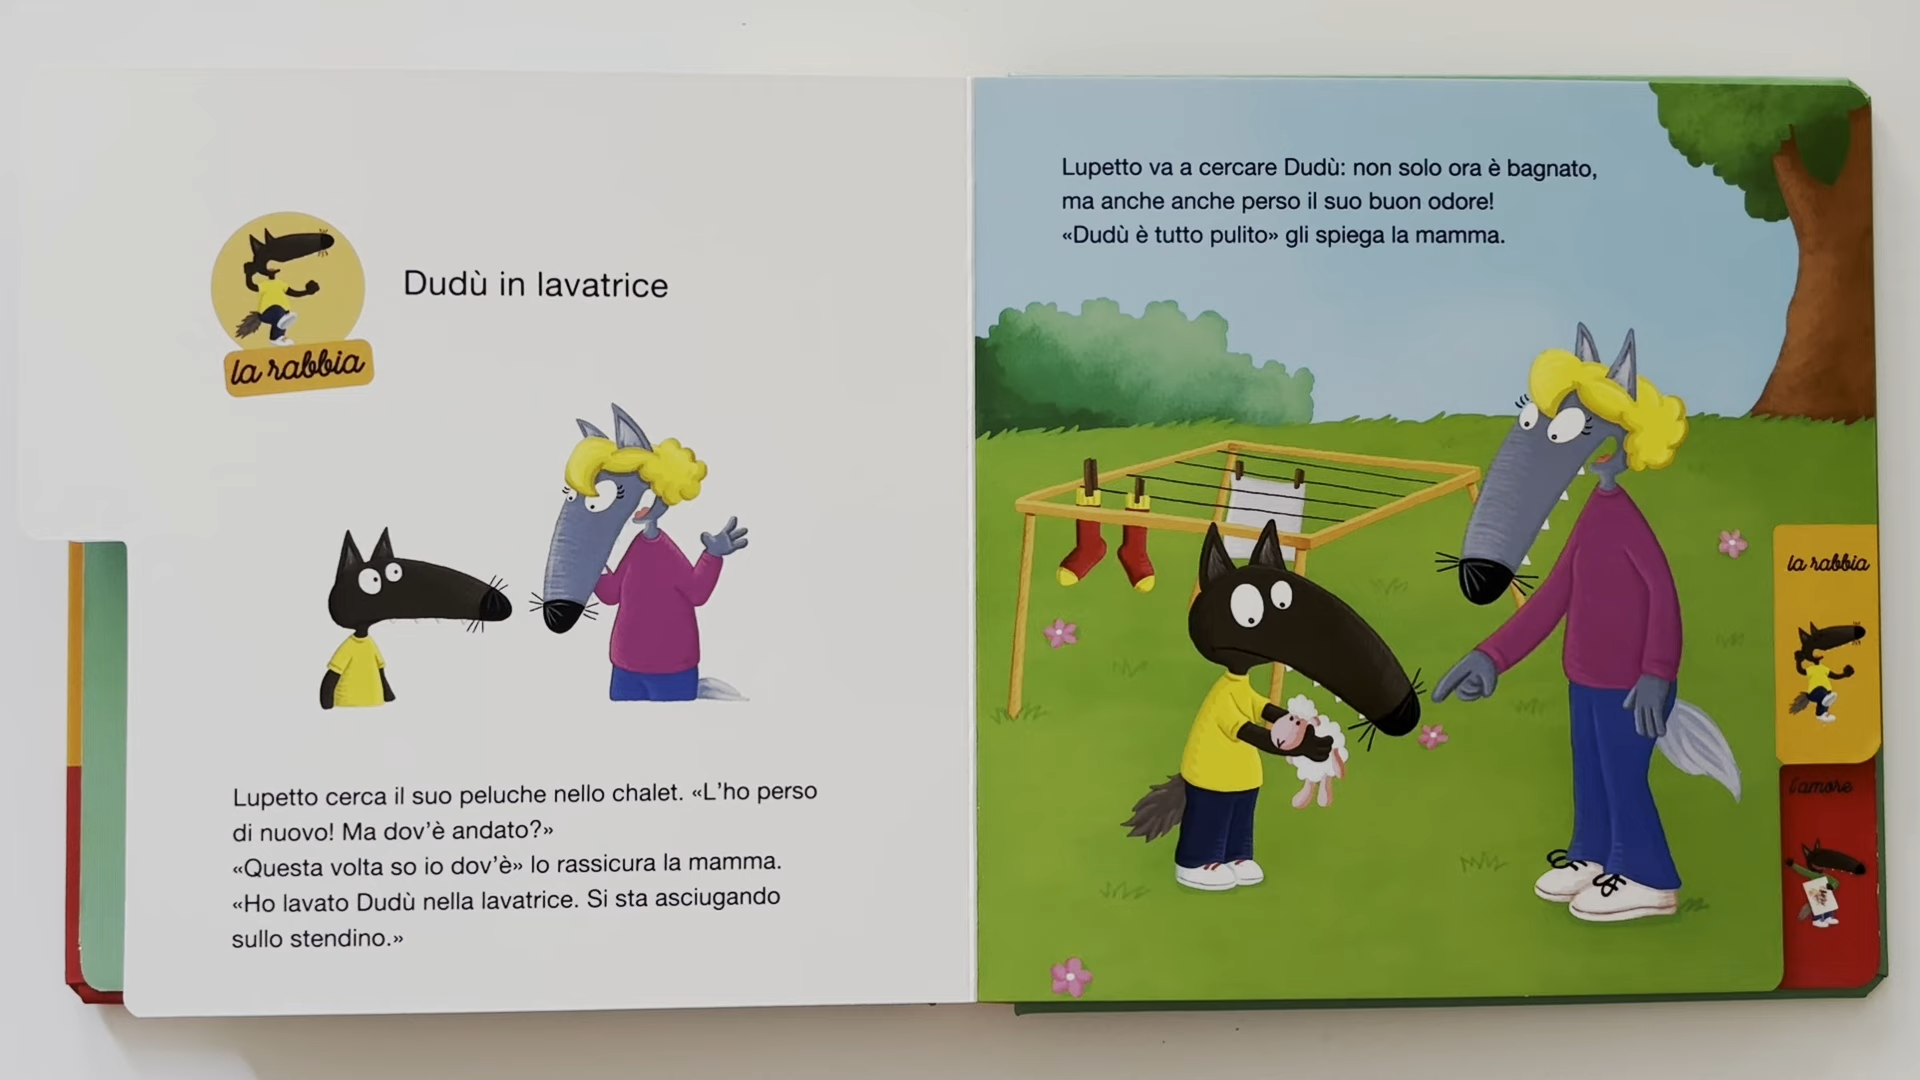 Dudù in lavatrice
la rabbia
Lupetto cerca il suo peluche nello chalet. «L'ho perso
di nuovo! Ma dov'è andato?»
«Questa volta so io dov'è» lo rassicura la mamma.
«Ho lavato Dudù nella lavatrice. Si sta asciugando
sullo stendino.»
Lupetto va a cercare Dudù: non solo ora è bagnato,
ma anche anche perso il suo buon odore!
«Dudù è tutto pulito» gli spiega la mamma.
la rabbia
l'amore